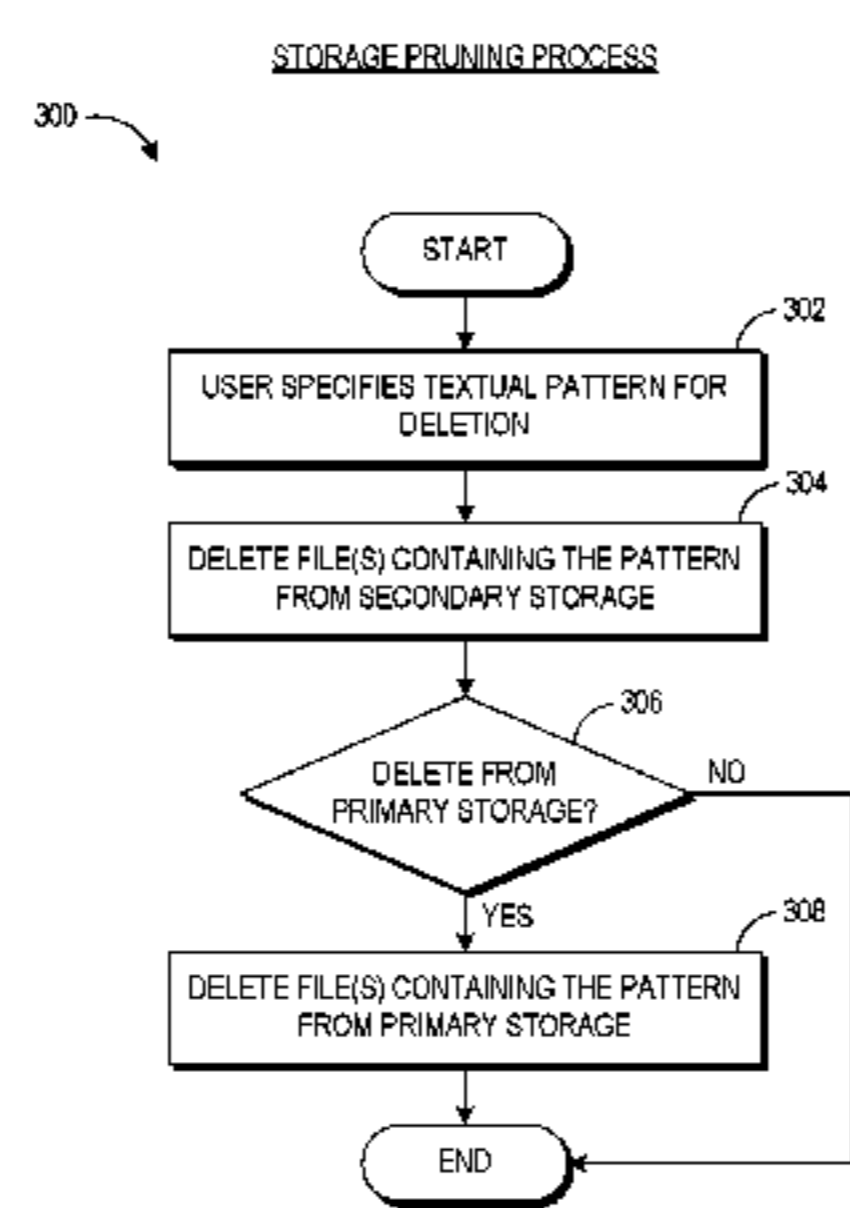 STORAGE PRUNING PROCESS
300
START
302
USER SPECIFIES TEXTUAL PATTERN FOR
DELETION
304
DELETE FILE(S) CONTAINING THE PATTERN
FROM SECONDARY STORAGE
306
DELETE FROM
PRIMARY STORAGE?
NO
YES
308
DELETE FILE(S) CONTAINING THE PATTERN
FROM PRIMARY STORAGE
END